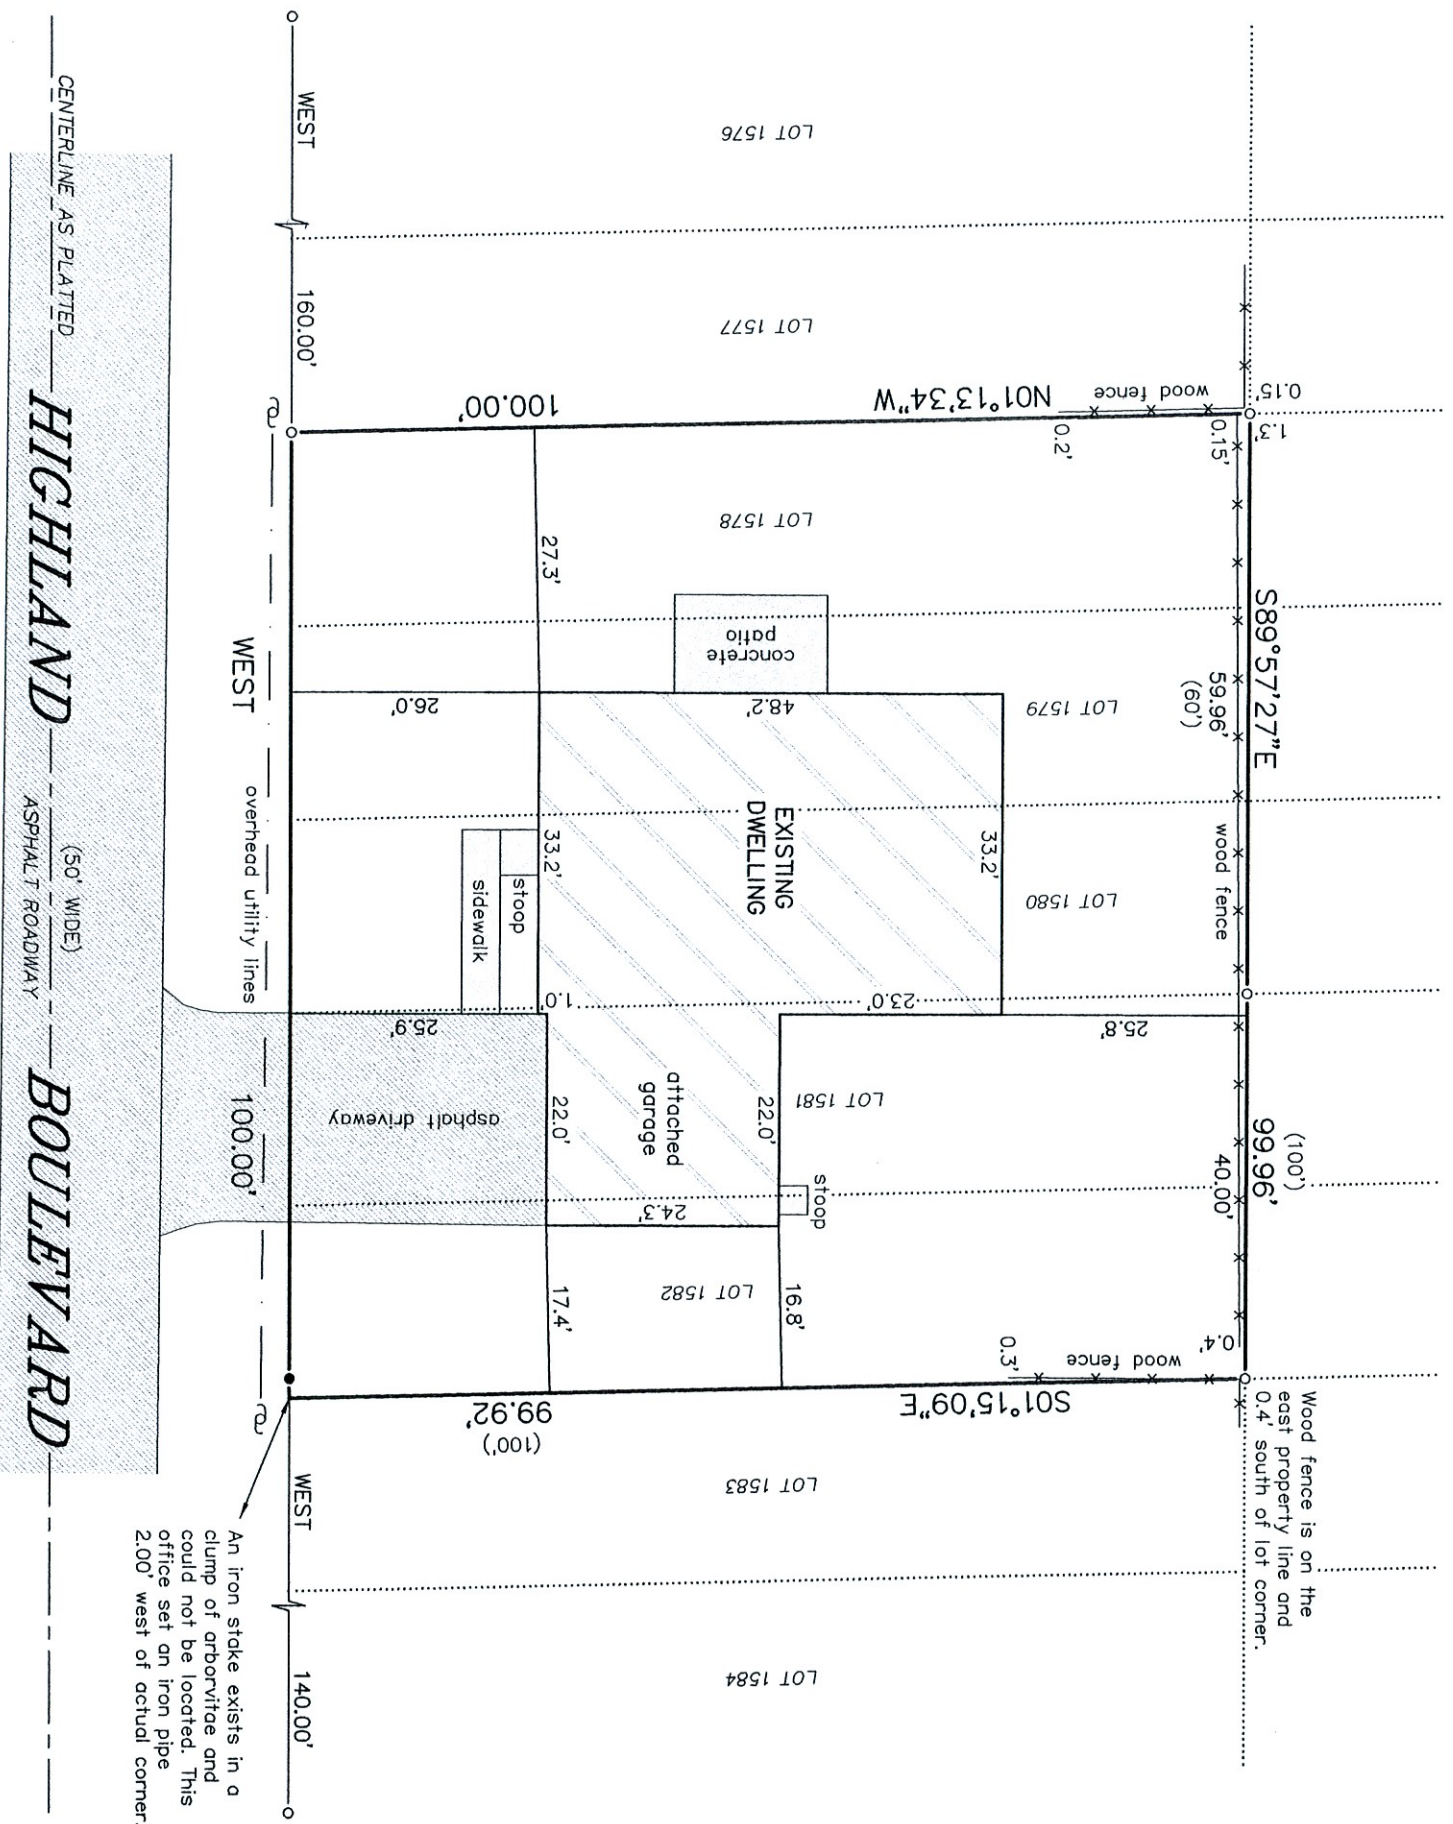 Wood fence is on the
east property line and
0.4' south of lot corner.
0.15'
1.3'
0.15'
0.2'
wood fence
N01°13'34"W
100.00'
S89°57'27"E
59.96'
(60')
wood fence
(100')
99.96'
40.00'
0.4'
wood fence
0.3'
S01°15'09"E
99.92'
(100')
LOT 1576
LOT 1577
LOT 1578
LOT 1579
LOT 1580
LOT 1581
LOT 1582
LOT 1583
LOT 1584
27.3'
concrete
patio
48.2'
26.0'
EXISTING
DWELLING
33.2'
33.2'
stoop
sidewalk
1.0'
23.0'
25.8'
25.9'
22.0'
attached
garage
22.0'
stoop
24.3'
16.8'
17.4'
asphalt driveway
WEST
160.00'
WEST
100.00'
overhead utility lines
WEST
140.00'
An iron stake exists in a
clump of arborvitae and
could not be located. This
office set an iron pipe
2.00' west of actual corner.
CENTERLINE AS PLATTED
HIGHLAND
(50' WIDE)
BOULEVARD
ASPHALT ROADWAY